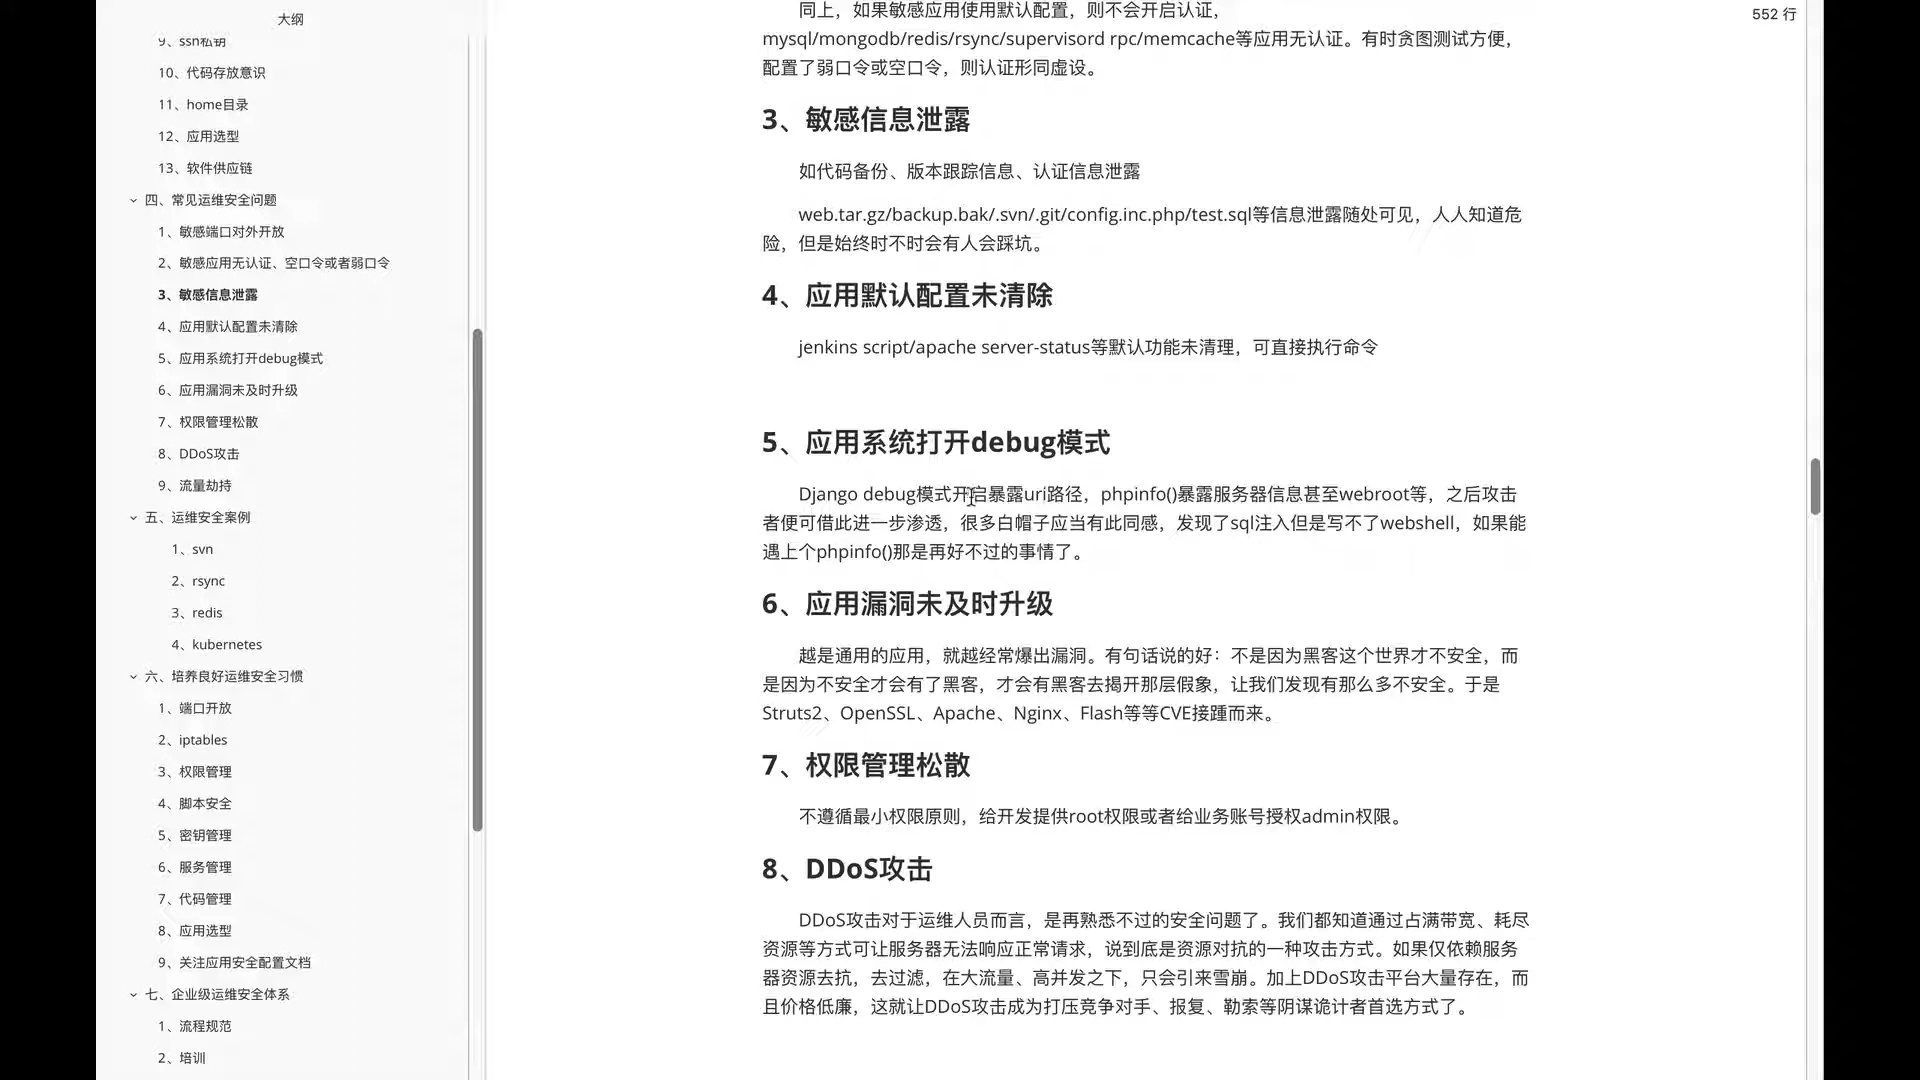 大纲
9、ssh私钥
10、代码存放意识
11、home目录
12、应用选型
13、软件供应链
四、常见运维安全问题
1、敏感端口对外开放
2、敏感应用无认证、空口令或者弱口令
3、敏感信息泄露
4、应用默认配置未清除
5、应用系统打开debug模式
6、应用漏洞未及时升级
7、权限管理松散
8、DDoS攻击
9、流量劫持
五、运维安全案例
1、svn
2、rsync
3、redis
4、kubernetes
六、培养良好运维安全习惯
1、端口开放
2、iptables
3、权限管理
4、脚本安全
5、密钥管理
6、服务管理
7、代码管理
8、应用选型
9、关注应用安全配置文档
七、企业级运维安全体系
1、流程规范
2、培训
552 行
同上，如果敏感应用使用默认配置，则不会开启认证，
mysql/mongodb/redis/rsync/supervisord rpc/memcache等应用无认证。有时贪图测试方便，
配置了弱口令或空口令，则认证形同虚设。
3、敏感信息泄露
如代码备份、版本跟踪信息、认证信息泄露
web.tar.gz/backup.bak/.svn/.git/config.inc.php/test.sql等信息泄露随处可见，人人知道危
险，但是始终时不时会有人会踩坑。
4、应用默认配置未清除
jenkins script/apache server-status等默认功能未清理，可直接执行命令
5、应用系统打开debug模式
Django debug模式开启暴露uri路径，phpinfo()暴露服务器信息甚至webroot等，之后攻击
者便可借此进一步渗透，很多白帽子应当有此同感，发现了sql注入但是写不了webshell，如果能
遇上个phpinfo()那是再好不过的事情了。
6、应用漏洞未及时升级
越是通用的应用，就越经常爆出漏洞。有句话说的好：不是因为黑客这个世界才不安全，而
是因为不安全才会有了黑客，才会有黑客去揭开那层假象，让我们发现有那么多不安全。于是
Struts2、OpenSSL、Apache、Nginx、Flash等等CVE接踵而来。
7、权限管理松散
不遵循最小权限原则，给开发提供root权限或者给业务账号授权admin权限。
8、DDoS攻击
DDoS攻击对于运维人员而言，是再熟悉不过的安全问题了。我们都知道通过占满带宽、耗尽
资源等方式可让服务器无法响应正常请求，说到底是资源对抗的一种攻击方式。如果仅依赖服务
器资源去抗，去过滤，在大流量、高并发之下，只会引来雪崩。加上DDoS攻击平台大量存在，而
且价格低廉，这就让DDoS攻击成为打压竞争对手、报复、勒索等阴谋诡计者首选方式了。